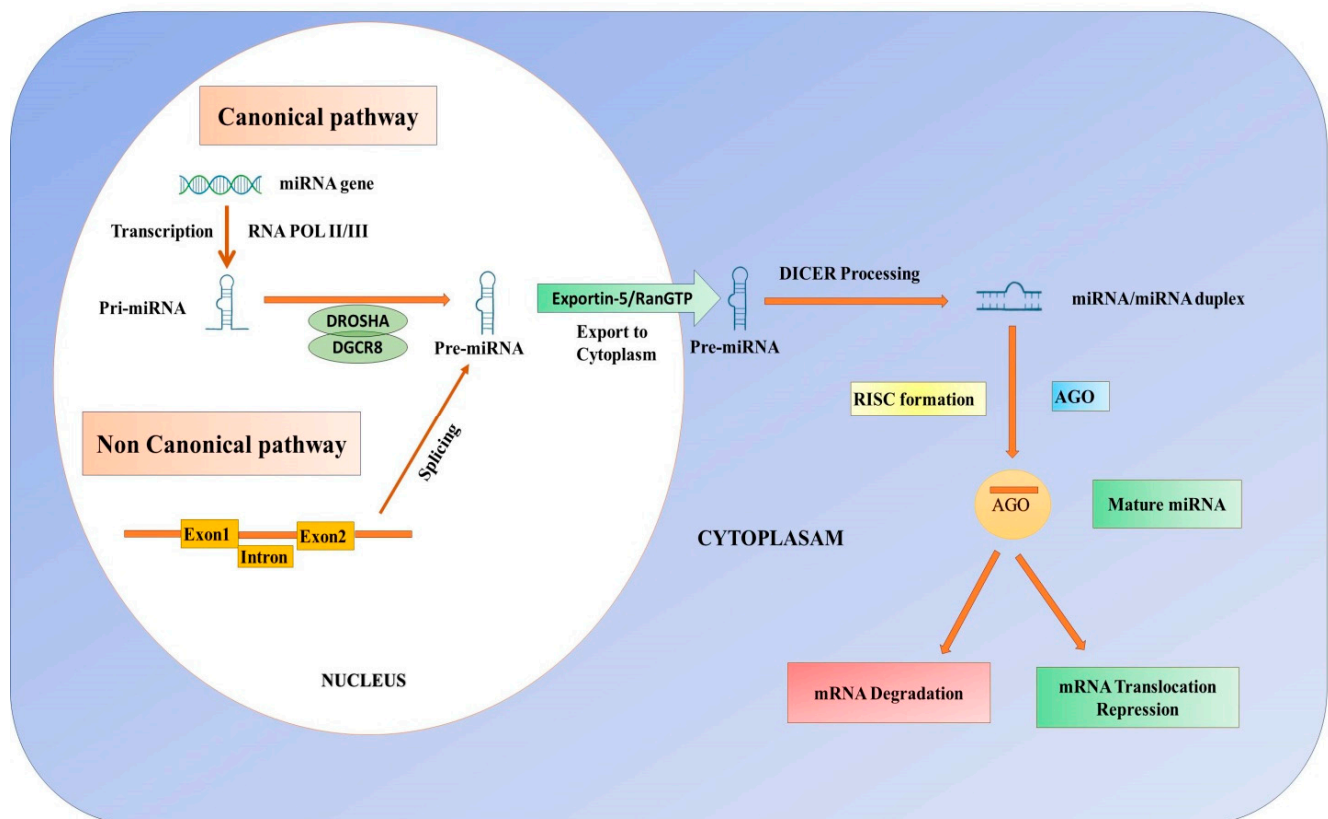 Canonical pathway
miRNA gene
Transcription
RNA POL II/III
Pri-miRNA
DROSHA
DGCR8
Pre-miRNA
Exportin-5/RanGTP
Export to
Cytoplasm
Pre-miRNA
DICER Processing
miRNA/miRNA duplex
RISC formation
AGO
Non Canonical pathway
Splicing
Exon1
Intron
Exon2
NUCLEUS
CYTOPLASAM
AGO
Mature miRNA
mRNA Degradation
mRNA Translocation
Repression